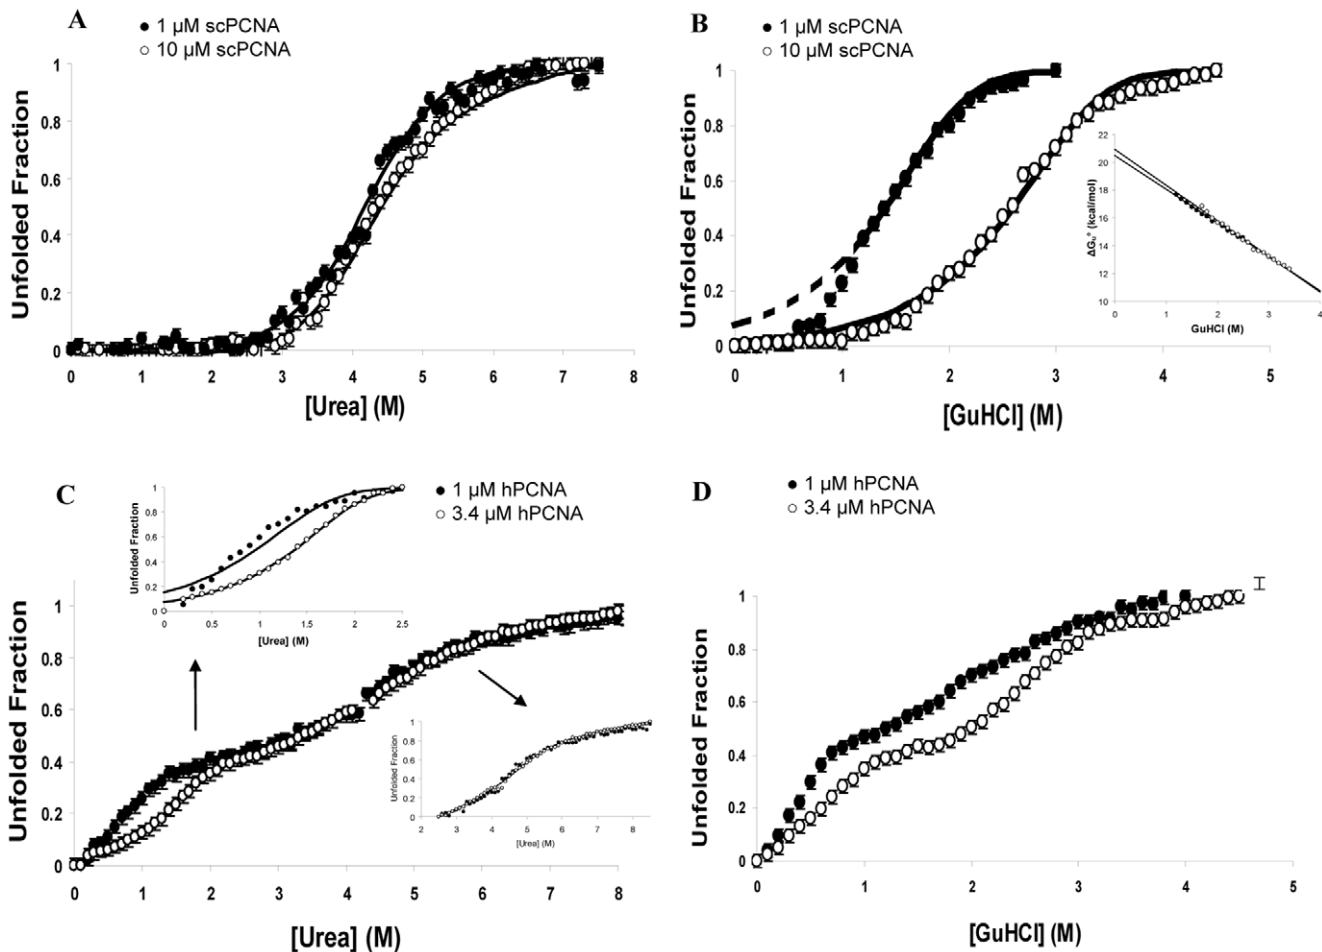 A
● 1 µM scPCNA
○ 10 µM scPCNA
Unfolded Fraction
1
0.8
0.6
0.4
0.2
0
0 1 2 3 4 5 6 7 8
[Urea] (M)
B
● 1 µM scPCNA
○ 10 µM scPCNA
Unfolded Fraction
1
0.8
0.6
0.4
0.2
0
0 1 2 3 4 5
[GuHCl] (M)
ΔGu° (kcal/mol)
22
20
18
16
14
12
10
0 1 2 3 4
GuHCl (M)
C
● 1 µM hPCNA
○ 3.4 µM hPCNA
Unfolded Fraction
1
0.8
0.6
0.4
0.2
0
0 0.5 1 1.5 2 2.5
[Urea] (M)
Unfolded Fraction
1
0.8
0.6
0.4
0.2
0
0 1 2 3 4 5 6 7 8
[Urea] (M)
Unfolded Fraction
1
0.8
0.6
0.4
0.2
0
2 3 4 5 6 7 8
[Urea] (M)
D
● 1 µM hPCNA
○ 3.4 µM hPCNA
Unfolded Fraction
1
0.8
0.6
0.4
0.2
0
0 1 2 3 4 5
[GuHCl] (M)